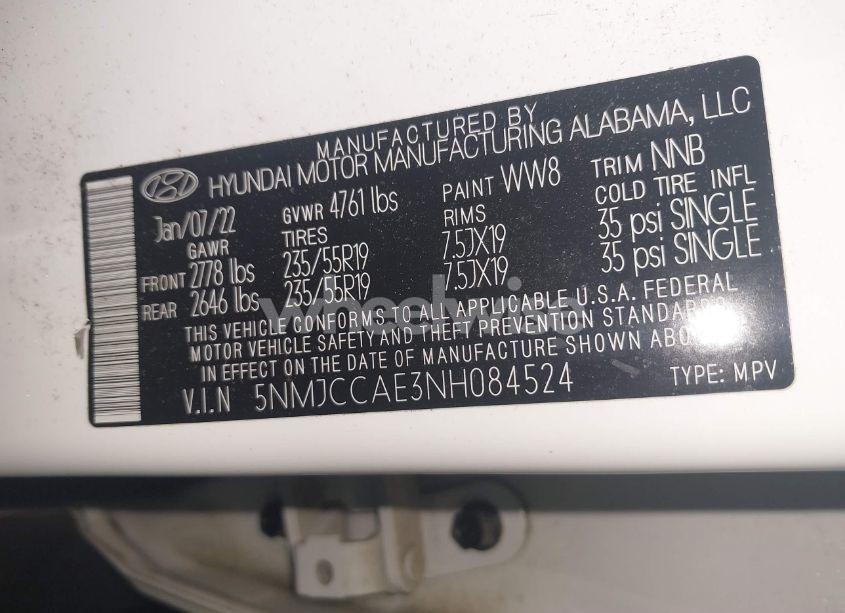 MANUFACTURED BY
HYUNDAI MOTOR MANUFACTURING ALABAMA, LLC
Jan/07/22 GVWR 4761 lbs PAINT WW8 TRIM NNB
GAWR TIRES RIMS COLD TIRE INFL
FRONT 2778 lbs 235/55R19 7.5JX19 35 psi SINGLE
REAR 2646 lbs 235/55R19 7.5JX19 35 psi SINGLE
wheelwise
THIS VEHICLE CONFORMS TO ALL APPLICABLE U.S.A. FEDERAL
MOTOR VEHICLE SAFETY AND THEFT PREVENTION STANDARDS
IN EFFECT ON THE DATE OF MANUFACTURE SHOWN ABOVE
V.I.N 5NMJCCAE3NH084524 TYPE: MPV